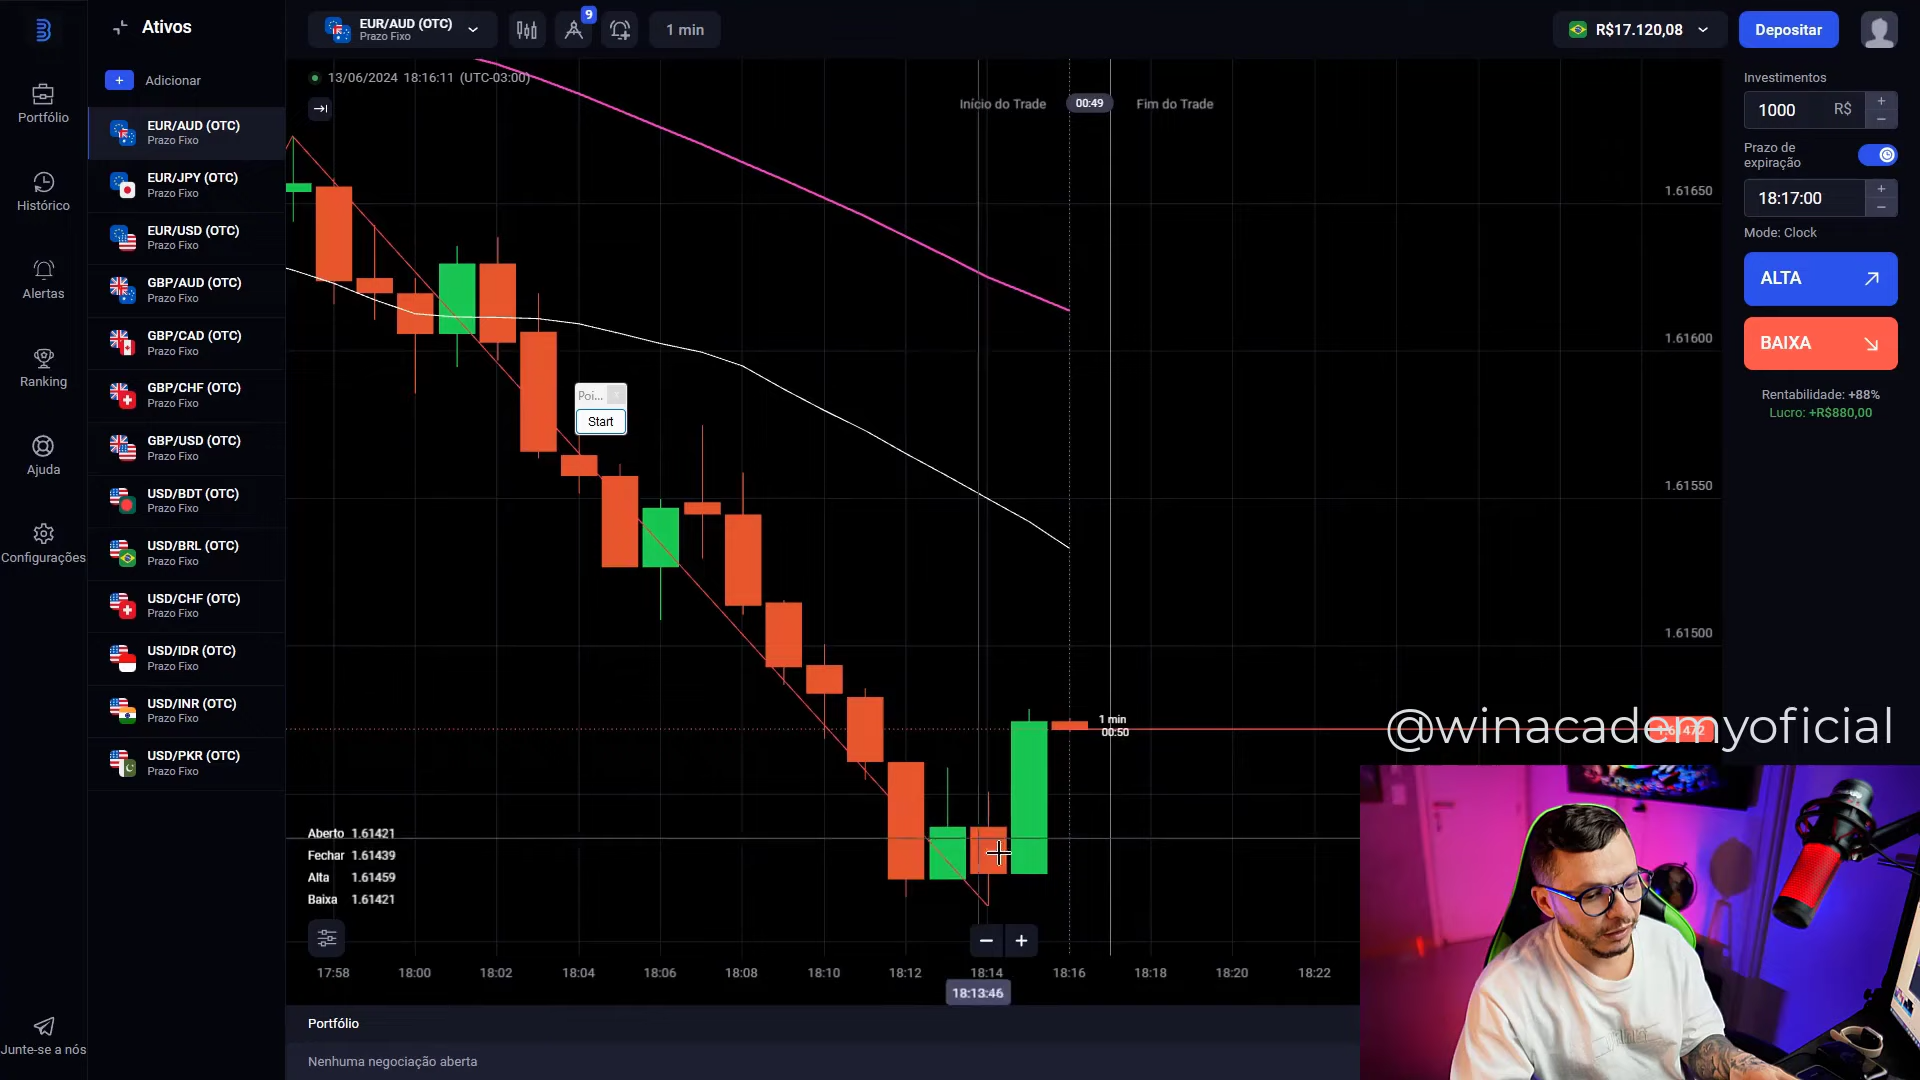 Ativos
EUR/AUD (OTC)
Prazo Fixo
9
1 min
R$17.120,08
Depositar
Adicionar
13/06/2024 18:16:11 (UTC-03:00)
Início do Trade
00:49
Fim do Trade
Portfólio
Histórico
Alertas
Ranking
Ajuda
Configurações
Junte-se a nós
EUR/AUD (OTC)
Prazo Fixo
EUR/JPY (OTC)
Prazo Fixo
EUR/USD (OTC)
Prazo Fixo
GBP/AUD (OTC)
Prazo Fixo
GBP/CAD (OTC)
Prazo Fixo
GBP/CHF (OTC)
Prazo Fixo
GBP/USD (OTC)
Prazo Fixo
USD/BDT (OTC)
Prazo Fixo
USD/BRL (OTC)
Prazo Fixo
USD/CHF (OTC)
Prazo Fixo
USD/IDR (OTC)
Prazo Fixo
USD/INR (OTC)
Prazo Fixo
USD/PKR (OTC)
Prazo Fixo
Poi...
Start
1 min
00:50
1.61650
1.61600
1.61550
1.61500
1.61472
Investimentos
1000 R$
Prazo de
expiração
18:17:00
Mode: Clock
ALTA
BAIXA
Rentabilidade: +88%
Lucro: +R$880,00
@winacademyoficial
Aberto 1.61421
Fechar 1.61439
Alta 1.61459
Baixa 1.61421
17:58 18:00 18:02 18:04 18:06 18:08 18:10 18:12 18:14 18:16 18:18 18:20 18:22
18:13:46
Portfólio
Nenhuma negociação aberta